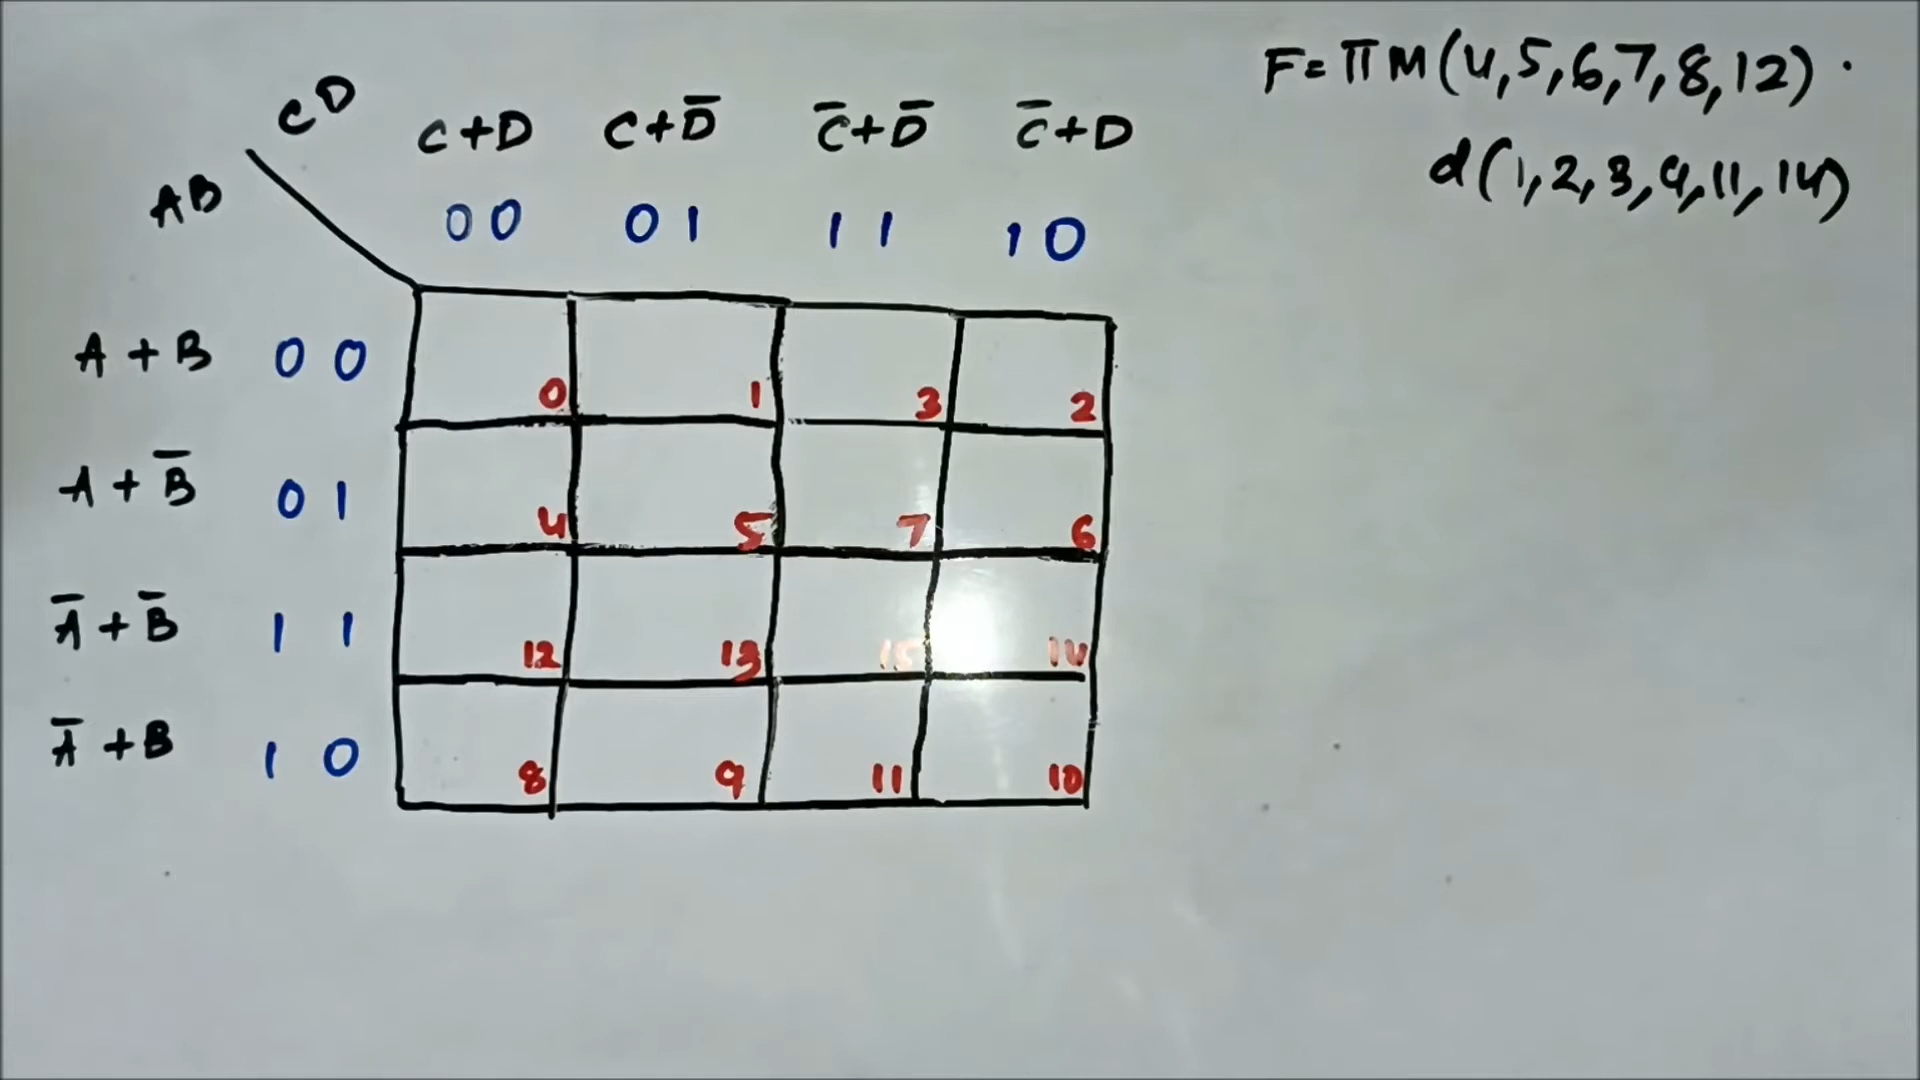 F = π M (4,5,6,7,8,12) ·
d(1,2,3,9,11,14)
CD
AB
C+D C+D̅ C̅+D̅ C̅+D
00 01 11 10
A+B 00
0 1 3 2
A+B̅ 01
4 5 7 6
A̅+B̅ 11
12 13 15 14
A̅+B 10
8 9 11 10